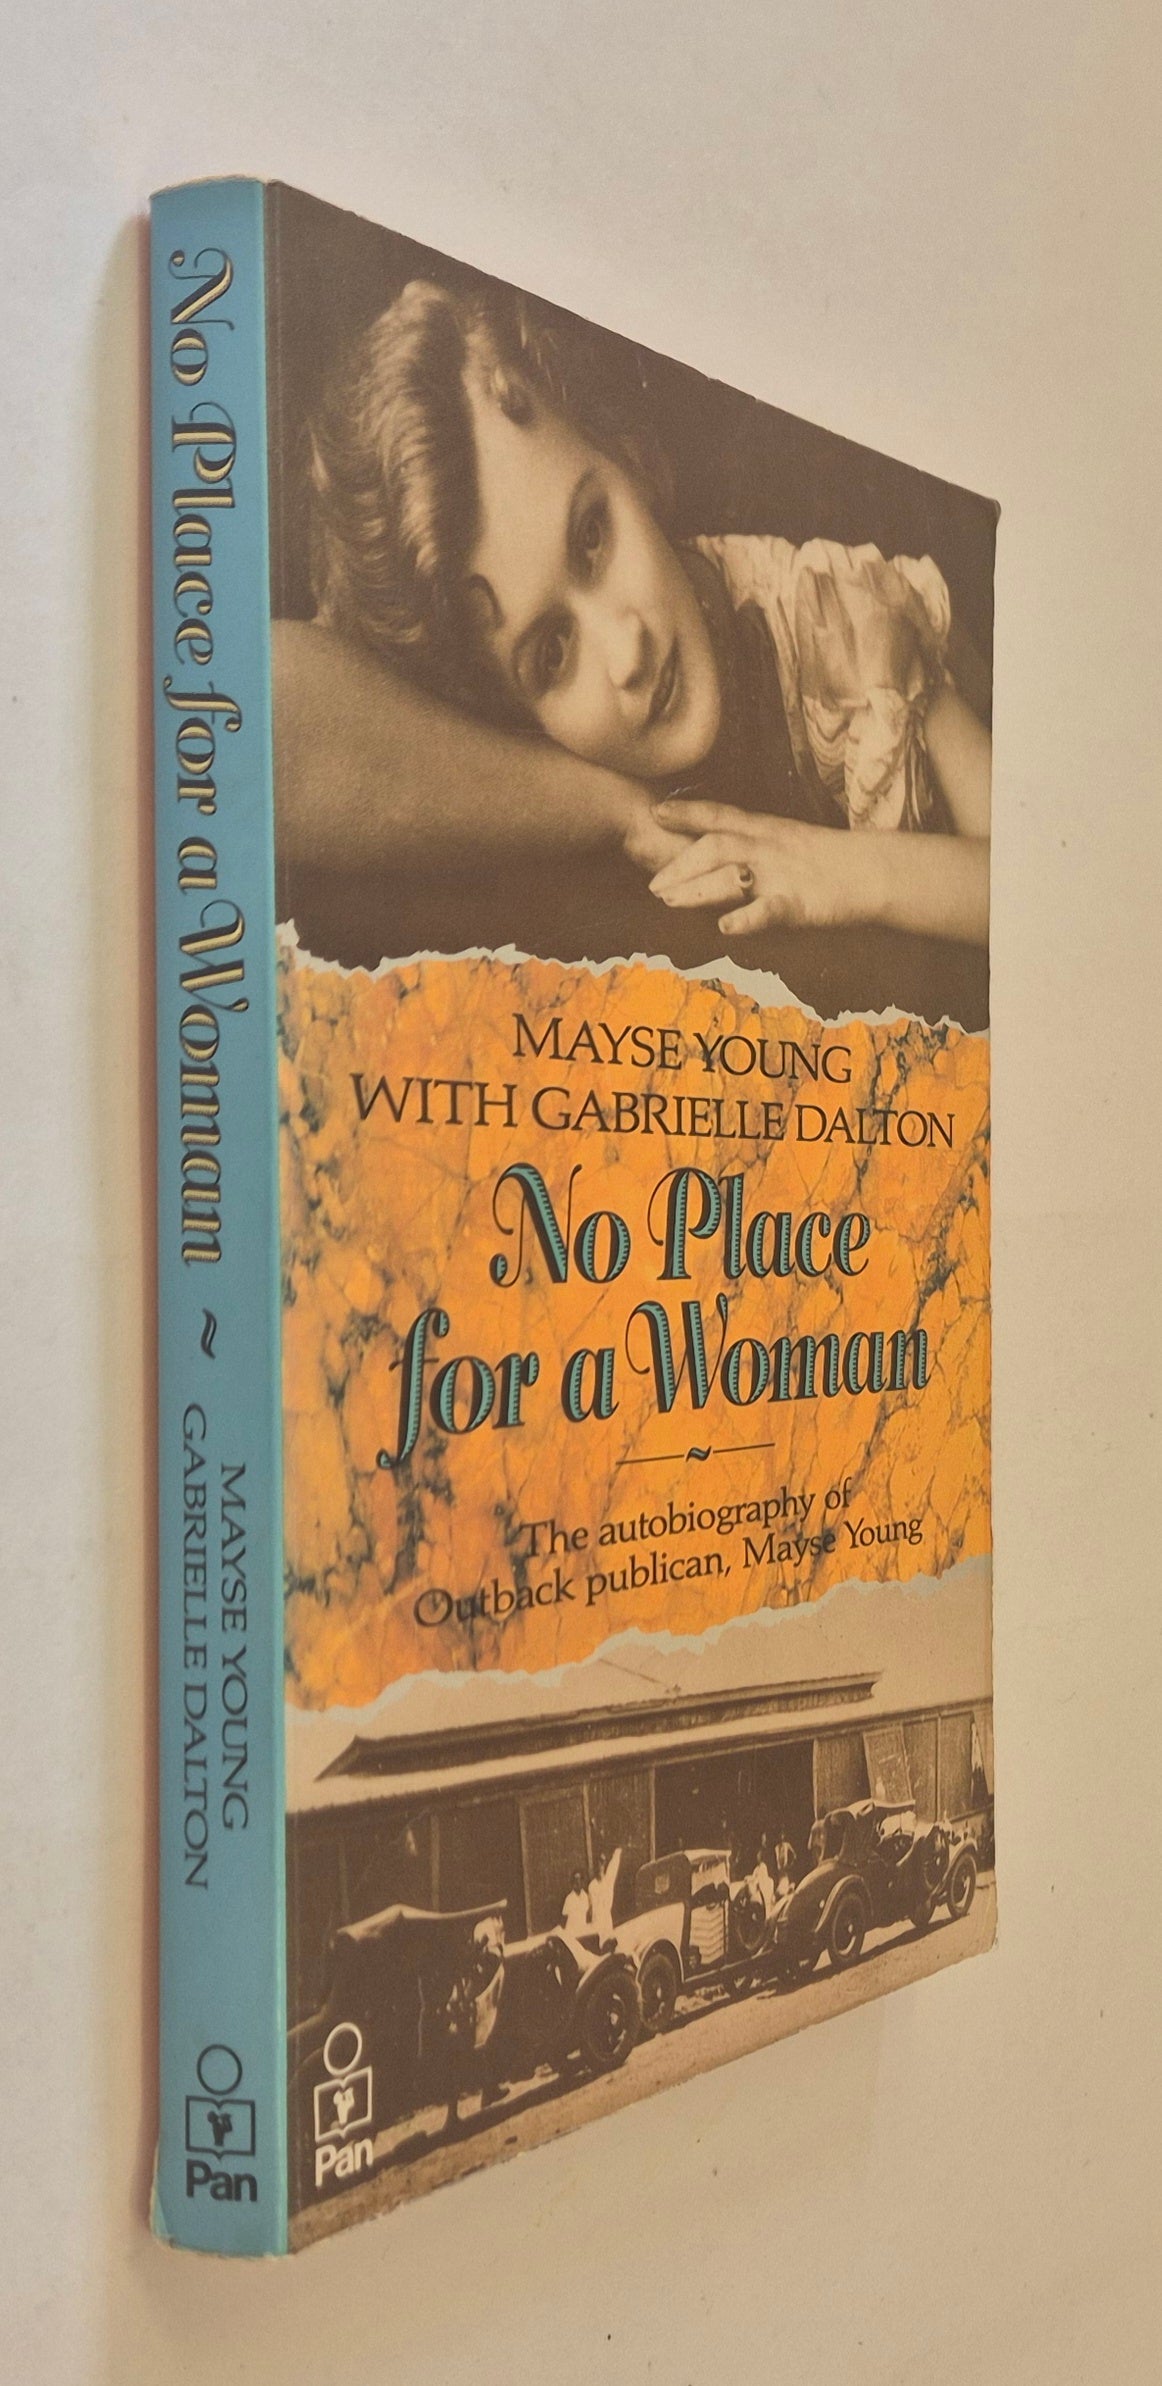 No Place for a Woman ~ MAYSE YOUNG
GABRIELLE DALTON
Pan
MAYSE YOUNG
WITH GABRIELLE DALTON
No Place
for a Woman
~
The autobiography of
Outback publican, Mayse Young
Pan